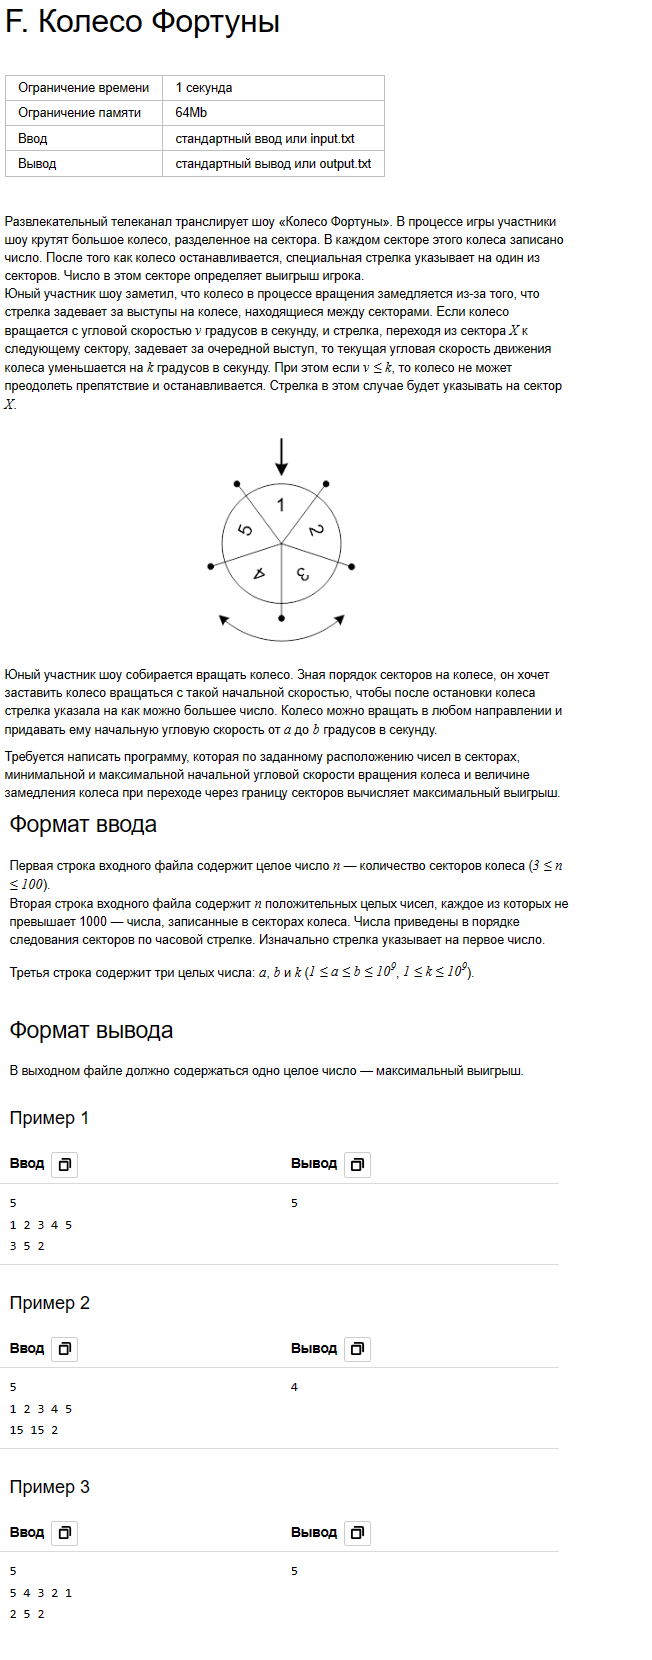 F. Колесо Фортуны
Ограничение времени 1 секунда
Ограничение памяти 64Mb
Ввод стандартный ввод или input.txt
Вывод стандартный вывод или output.txt
Развлекательный телеканал транслирует шоу «Колесо Фортуны». В процессе игры участники
шоу крутят большое колесо, разделенное на сектора. В каждом секторе этого колеса записано
число. После того как колесо останавливается, специальная стрелка указывает на один из
секторов. Число в этом секторе определяет выигрыш игрока.
Юный участник шоу заметил, что колесо в процессе вращения замедляется из-за того, что
стрелка задевает за выступы на колесе, находящиеся между секторами. Если колесо
вращается с угловой скоростью v градусов в секунду, и стрелка, переходя из сектора X к
следующему сектору, задевает за очередной выступ, то текущая угловая скорость движения
колеса уменьшается на k градусов в секунду. При этом если v ≤ k, то колесо не может
преодолеть препятствие и останавливается. Стрелка в этом случае будет указывать на сектор
X.
1
5 2
4 3
Юный участник шоу собирается вращать колесо. Зная порядок секторов на колесе, он хочет
заставить колесо вращаться с такой начальной скоростью, чтобы после остановки колеса
стрелка указала на как можно большее число. Колесо можно вращать в любом направлении и
придавать ему начальную угловую скорость от a до b градусов в секунду.
Требуется написать программу, которая по заданному расположению чисел в секторах,
минимальной и максимальной начальной угловой скорости вращения колеса и величине
замедления колеса при переходе через границу секторов вычисляет максимальный выигрыш.
Формат ввода
Первая строка входного файла содержит целое число n — количество секторов колеса (3 ≤ n
≤ 100).
Вторая строка входного файла содержит n положительных целых чисел, каждое из которых не
превышает 1000 — числа, записанные в секторах колеса. Числа приведены в порядке
следования секторов по часовой стрелке. Изначально стрелка указывает на первое число.
Третья строка содержит три целых числа: a, b и k (1 ≤ a ≤ b ≤ 10⁹, 1 ≤ k ≤ 10⁹).
Формат вывода
В выходном файле должно содержаться одно целое число — максимальный выигрыш.
Пример 1
Ввод Вывод
5 5
1 2 3 4 5
3 5 2
Пример 2
Ввод Вывод
5 4
1 2 3 4 5
15 15 2
Пример 3
Ввод Вывод
5 5
5 4 3 2 1
2 5 2